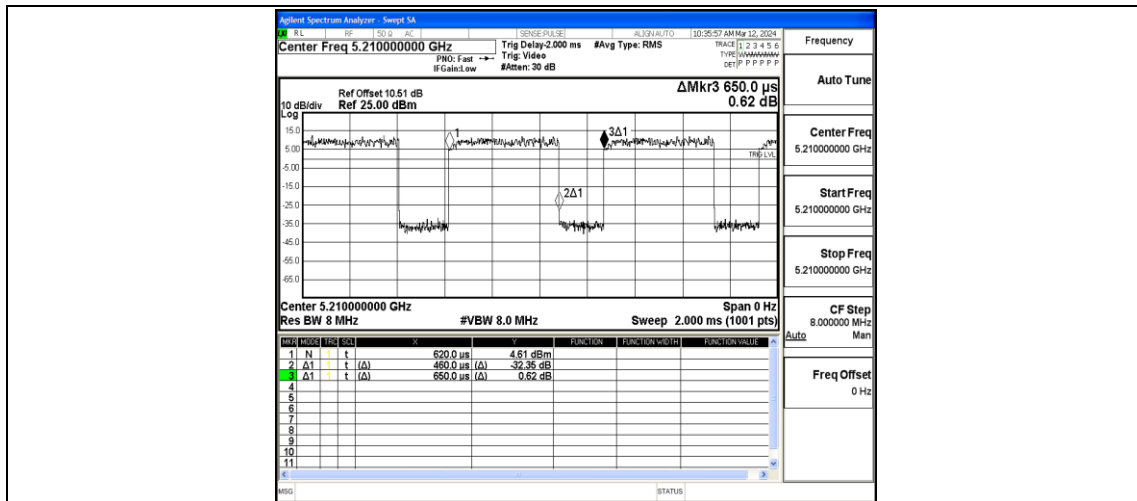 Agilent Spectrum Analyzer - Swept SA
RL RF 50 Ω AC SENSE:PULSE ALIGN AUTO 10:35:57 AM Mar 12, 2024
Center Freq 5.210000000 GHz
PNO: Fast
IFGain:Low
Trig Delay-2.000 ms
Trig: Video
#Atten: 30 dB
#Avg Type: RMS
TRACE 1 2 3 4 5 6
TYPE
DET P P P P P P
Ref Offset 10.51 dB
10 dB/div Ref 25.00 dBm
Log
ΔMkr3 650.0 µs
0.62 dB
15.0
5.00
-5.00
-15.0
-25.0
-35.0
-45.0
-55.0
-65.0
1
3Δ1
2Δ1
TRIG LVL
Center 5.210000000 GHz Span 0 Hz
Res BW 8 MHz #VBW 8.0 MHz Sweep 2.000 ms (1001 pts)
MKR MODE TRC SCL X Y FUNCTION FUNCTION WIDTH FUNCTION VALUE
1 N 1 t 620.0 µs 4.61 dBm
2 Δ1 1 t (Δ) 460.0 µs (Δ) -32.35 dB
3 Δ1 1 t (Δ) 650.0 µs (Δ) 0.62 dB
4
5
6
7
8
9
10
11
MSG STATUS
Frequency
Auto Tune
Center Freq
5.210000000 GHz
Start Freq
5.210000000 GHz
Stop Freq
5.210000000 GHz
CF Step
8.000000 MHz
Auto Man
Freq Offset
0 Hz